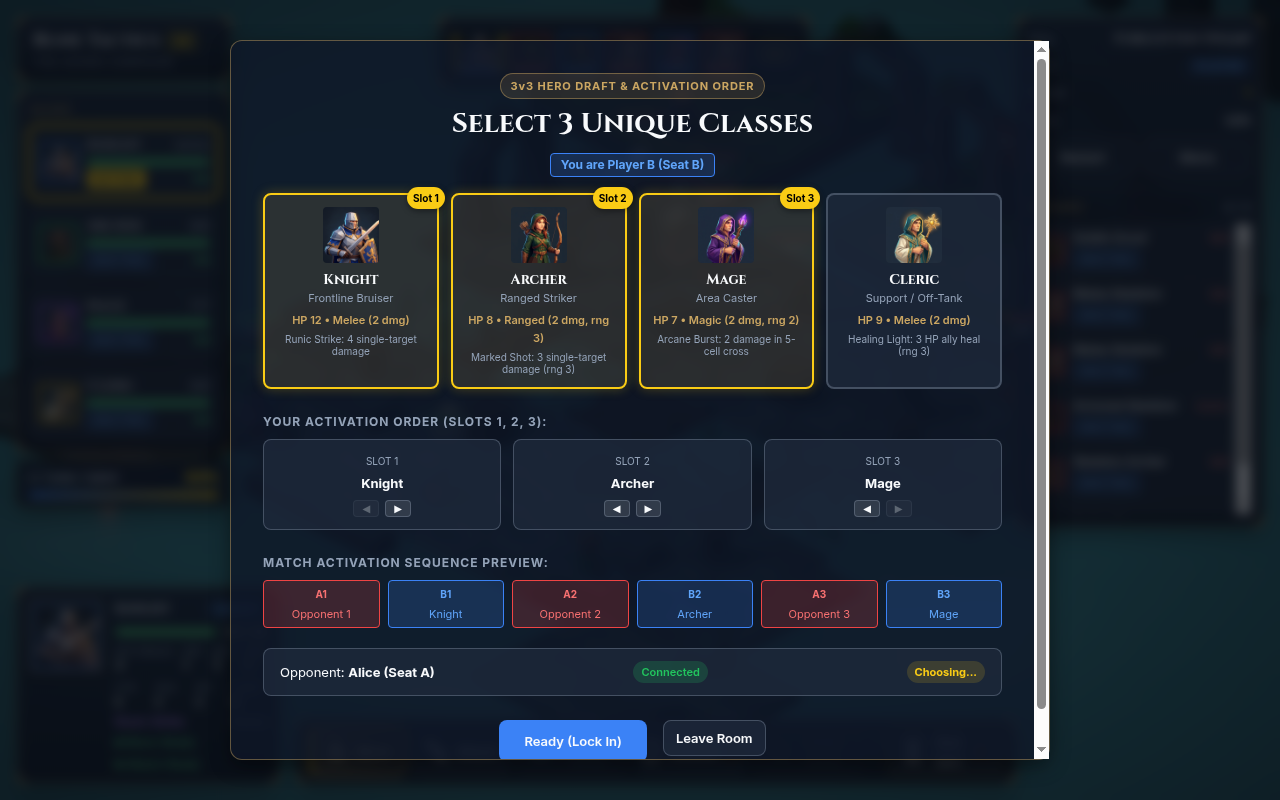 3v3 HERO DRAFT & ACTIVATION ORDER
Select 3 Unique Classes
You are Player B (Seat B)
Slot 1
Slot 2
Slot 3
Knight
Frontline Bruiser
HP 12 • Melee (2 dmg)
Runic Strike: 4 single-target
damage
Archer
Ranged Striker
HP 8 • Ranged (2 dmg, rng
3)
Marked Shot: 3 single-target
damage (rng 3)
Mage
Area Caster
HP 7 • Magic (2 dmg, rng 2)
Arcane Burst: 2 damage in 5-
cell cross
Cleric
Support / Off-Tank
HP 9 • Melee (2 dmg)
Healing Light: 3 HP ally heal
(rng 3)
YOUR ACTIVATION ORDER (SLOTS 1, 2, 3):
SLOT 1
Knight
◀ ▶
SLOT 2
Archer
◀ ▶
SLOT 3
Mage
◀ ▶
MATCH ACTIVATION SEQUENCE PREVIEW:
A1
Opponent 1
B1
Knight
A2
Opponent 2
B2
Archer
A3
Opponent 3
B3
Mage
Opponent: Alice (Seat A)
Connected
Choosing...
Ready (Lock In)
Leave Room